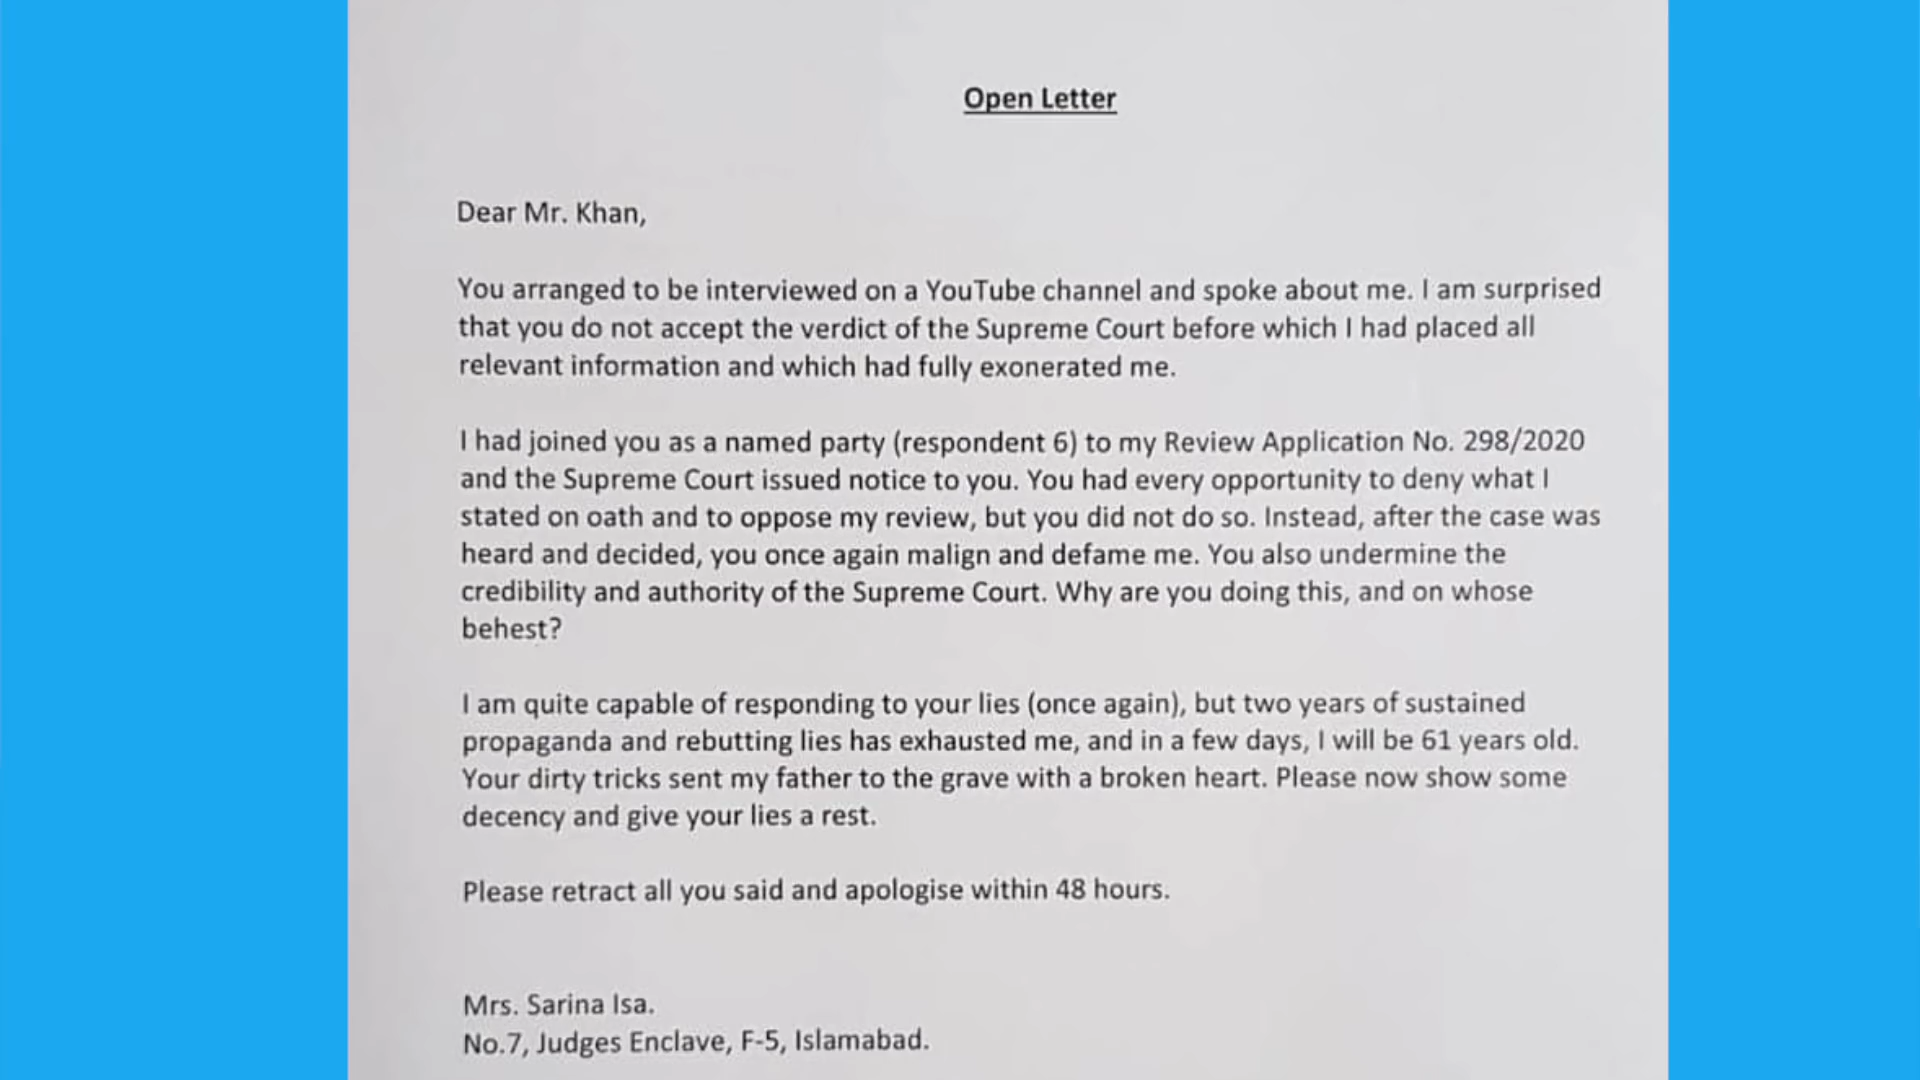 Open Letter
Dear Mr. Khan,
You arranged to be interviewed on a YouTube channel and spoke about me. I am surprised
that you do not accept the verdict of the Supreme Court before which I had placed all
relevant information and which had fully exonerated me.
I had joined you as a named party (respondent 6) to my Review Application No. 298/2020
and the Supreme Court issued notice to you. You had every opportunity to deny what I
stated on oath and to oppose my review, but you did not do so. Instead, after the case was
heard and decided, you once again malign and defame me. You also undermine the
credibility and authority of the Supreme Court. Why are you doing this, and on whose
behest?
I am quite capable of responding to your lies (once again), but two years of sustained
propaganda and rebutting lies has exhausted me, and in a few days, I will be 61 years old.
Your dirty tricks sent my father to the grave with a broken heart. Please now show some
decency and give your lies a rest.
Please retract all you said and apologise within 48 hours.
Mrs. Sarina Isa.
No.7, Judges Enclave, F-5, Islamabad.